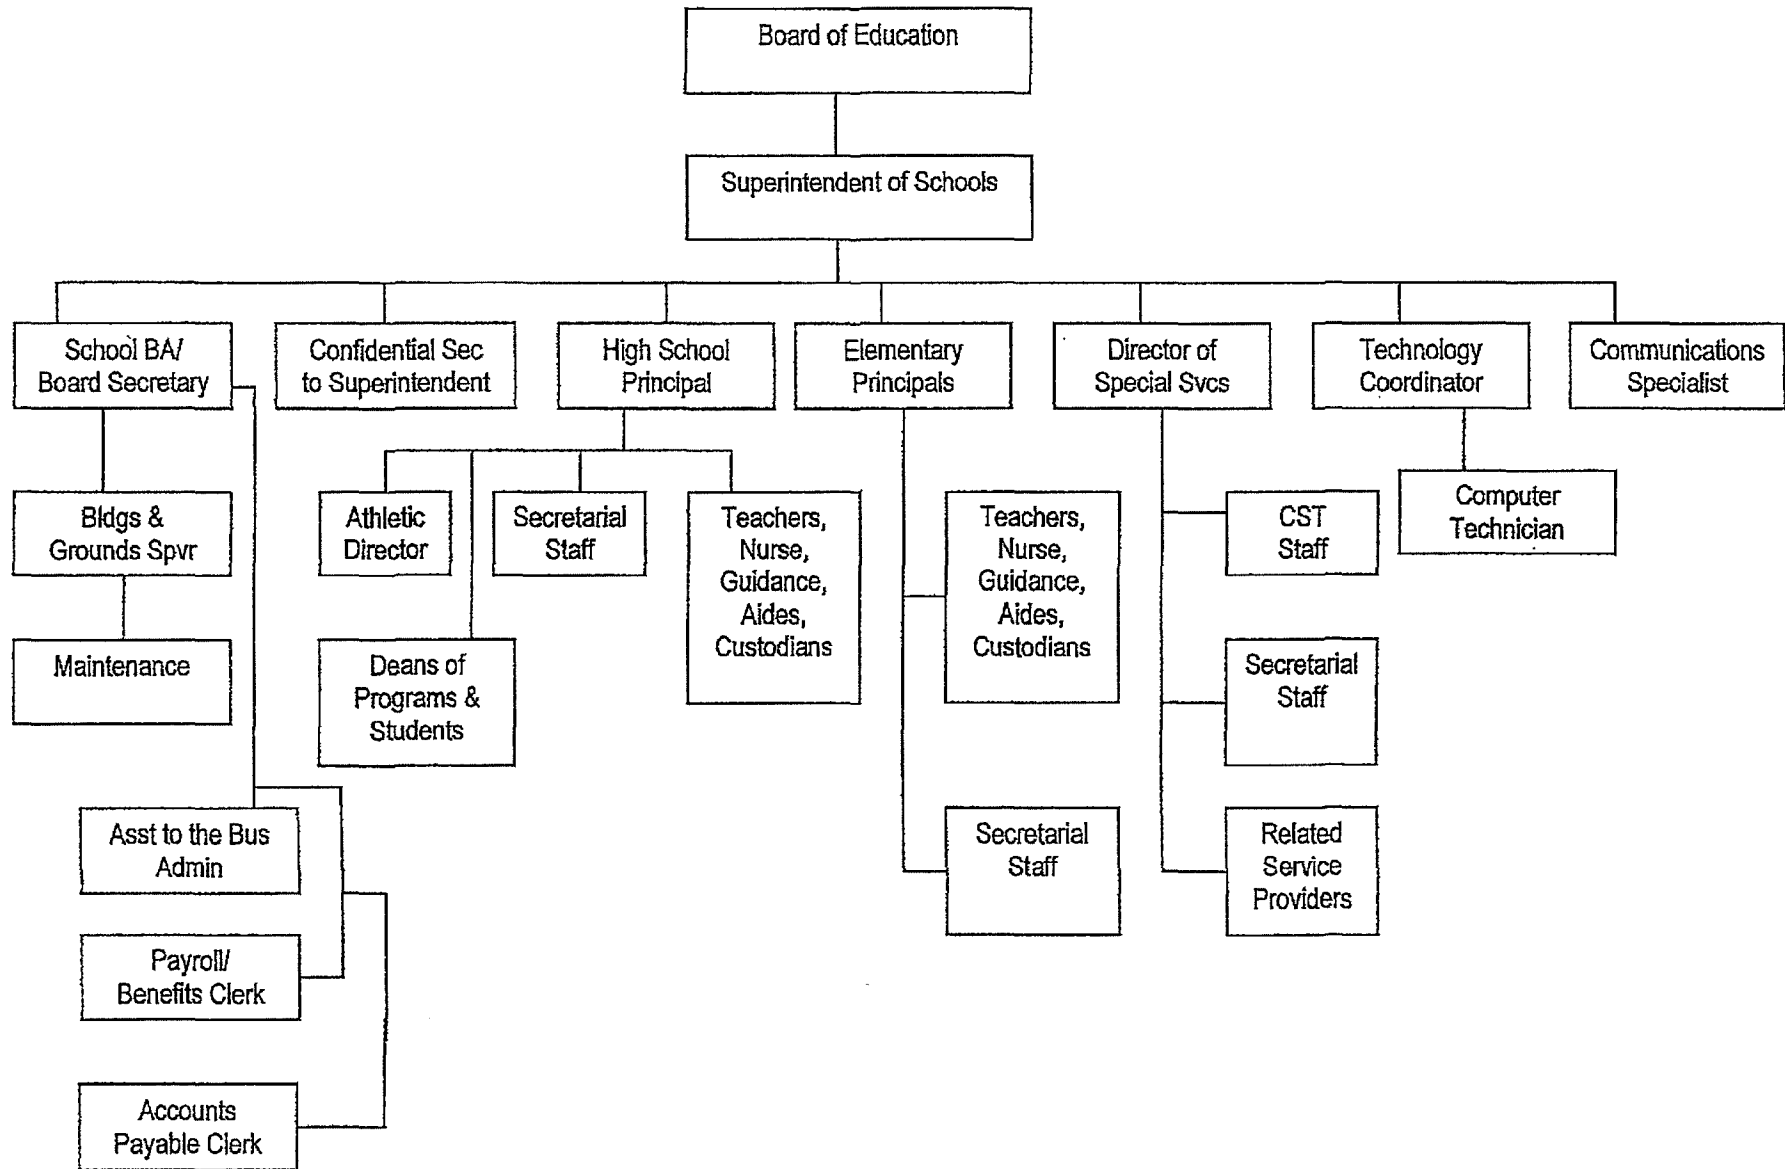 Board of Education
Superintendent of Schools
School BA/
Board Secretary
Confidential Sec
to Superintendent
High School
Principal
Elementary
Principals
Director of
Special Svcs
Technology
Coordinator
Communications
Specialist
Bldgs &
Grounds Spvr
Athletic
Director
Secretarial
Staff
Teachers,
Nurse,
Guidance,
Aides,
Custodians
Teachers,
Nurse,
Guidance,
Aides,
Custodians
CST
Staff
Computer
Technician
Maintenance
Deans of
Programs &
Students
Secretarial
Staff
Asst to the Bus
Admin
Secretarial
Staff
Related
Service
Providers
Payroll/
Benefits Clerk
Accounts
Payable Clerk